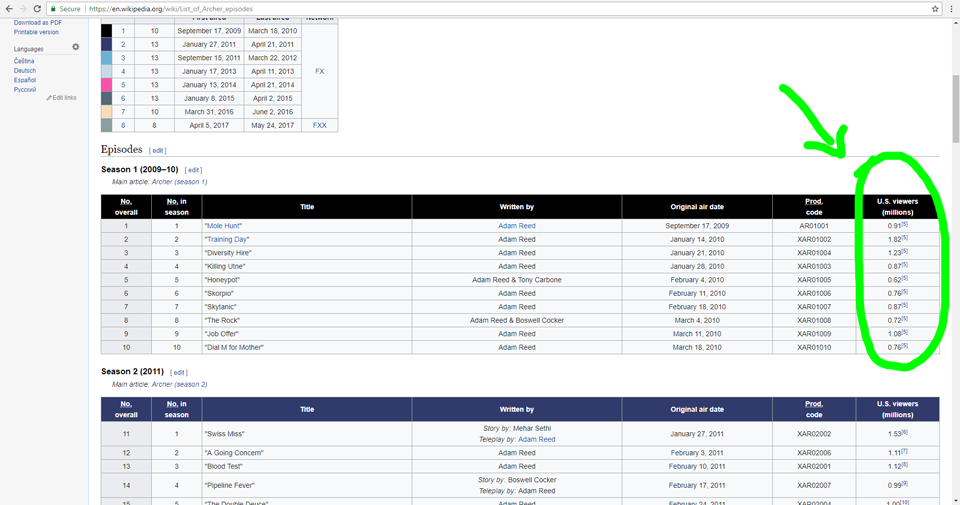 Secure https://en.wikipedia.org/wiki/List_of_Archer_episodes
Download as PDF
Printable version
Languages
Čeština
Deutsch
Español
Русский
Edit links
First aired Last aired Network
1 10 September 17, 2009 March 18, 2010
2 13 January 27, 2011 April 21, 2011
3 13 September 15, 2011 March 22, 2012
4 13 January 17, 2013 April 11, 2013 FX
5 13 January 13, 2014 April 21, 2014
6 13 January 8, 2015 April 2, 2015
7 10 March 31, 2016 June 2, 2016
8 8 April 5, 2017 May 24, 2017 FXX
Episodes [ edit ]
Season 1 (2009–10) [ edit ]
Main article: Archer (season 1)
No. overall No. in season Title Written by Original air date Prod. code U.S. viewers (millions)
1 1 "Mole Hunt" Adam Reed September 17, 2009 AR01001 0.91[5]
2 2 "Training Day" Adam Reed January 14, 2010 XAR01002 1.82[5]
3 3 "Diversity Hire" Adam Reed January 21, 2010 XAR01004 1.23[5]
4 4 "Killing Utne" Adam Reed January 28, 2010 XAR01003 0.87[5]
5 5 "Honeypot" Adam Reed & Tony Carbone February 4, 2010 XAR01005 0.62[5]
6 6 "Skorpio" Adam Reed February 11, 2010 XAR01006 0.76[5]
7 7 "Skytanic" Adam Reed February 18, 2010 XAR01007 0.87[5]
8 8 "The Rock" Adam Reed & Boswell Cocker March 4, 2010 XAR01008 0.72[5]
9 9 "Job Offer" Adam Reed March 11, 2010 XAR01009 1.08[5]
10 10 "Dial M for Mother" Adam Reed March 18, 2010 XAR01010 0.76[5]
Season 2 (2011) [ edit ]
Main article: Archer (season 2)
No. overall No. in season Title Written by Original air date Prod. code U.S. viewers (millions)
11 1 "Swiss Miss" Story by: Mehar Sethi Teleplay by: Adam Reed January 27, 2011 XAR02002 1.53[6]
12 2 "A Going Concern" Adam Reed February 3, 2011 XAR02006 1.11[7]
13 3 "Blood Test" Adam Reed February 10, 2011 XAR02001 1.12[8]
14 4 "Pipeline Fever" Story by: Boswell Cocker Teleplay by: Adam Reed February 17, 2011 XAR02007 0.99[9]
15 5 "The Double Deuce" Adam Reed February 24, 2011 XAR02004 1.00[10]